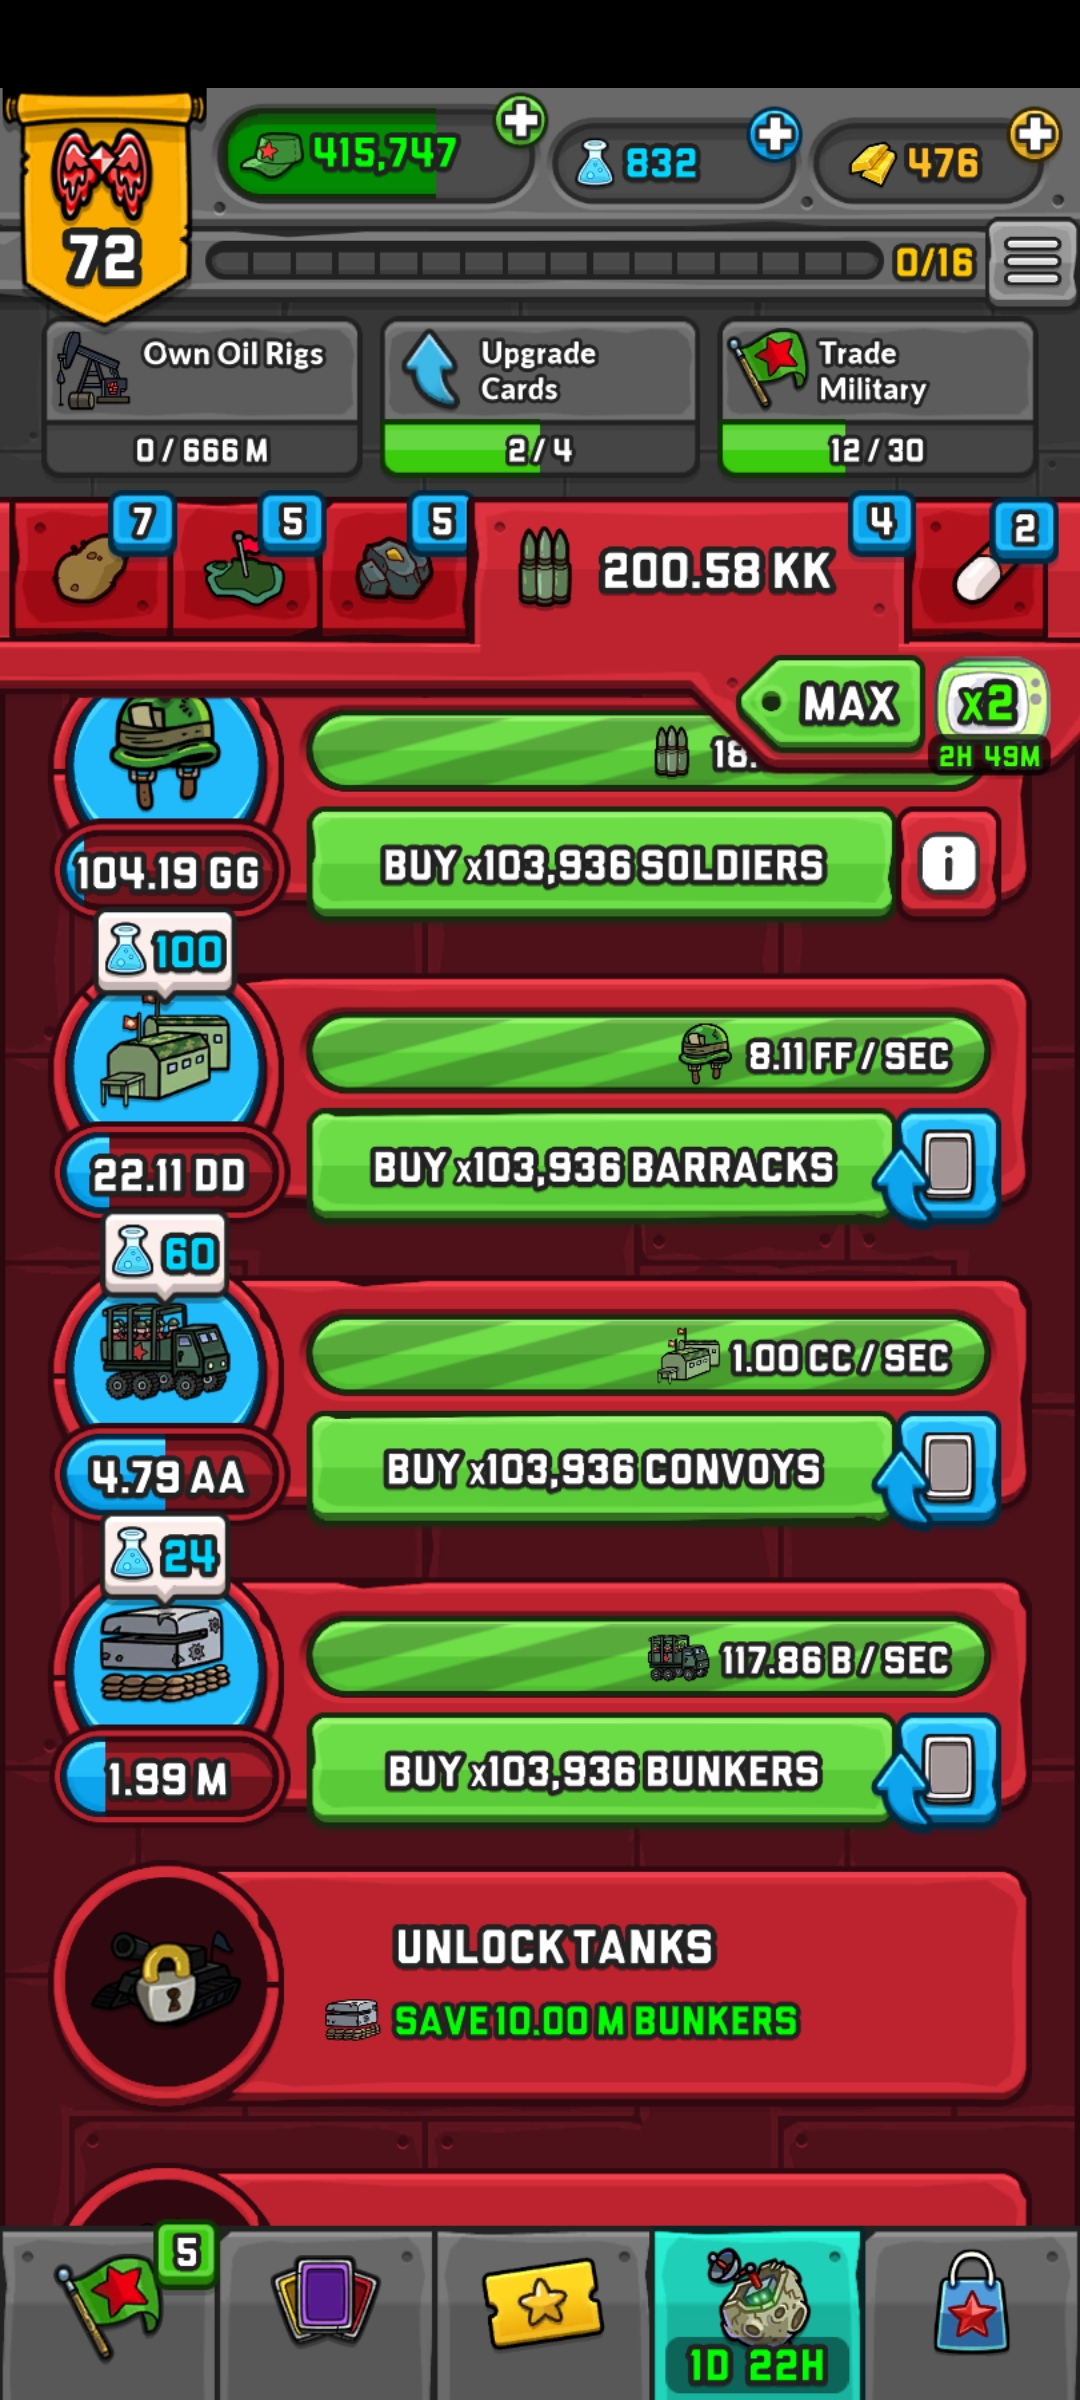 415,747
832
476
72
0/16
Own Oil Rigs
0 / 666 M
Upgrade
Cards
2 / 4
Trade
Military
12 / 30
7
5
5
200.58 KK
4
2
MAX
x2
2H 49M
18.
104.19 GG
BUY x103,936 SOLDIERS
i
100
8.11 FF / SEC
22.11 DD
BUY x103,936 BARRACKS
60
1.00 CC / SEC
4.79 AA
BUY x103,936 CONVOYS
24
117.86 B / SEC
1.99 M
BUY x103,936 BUNKERS
UNLOCK TANKS
SAVE 10.00 M BUNKERS
5
1D 22H